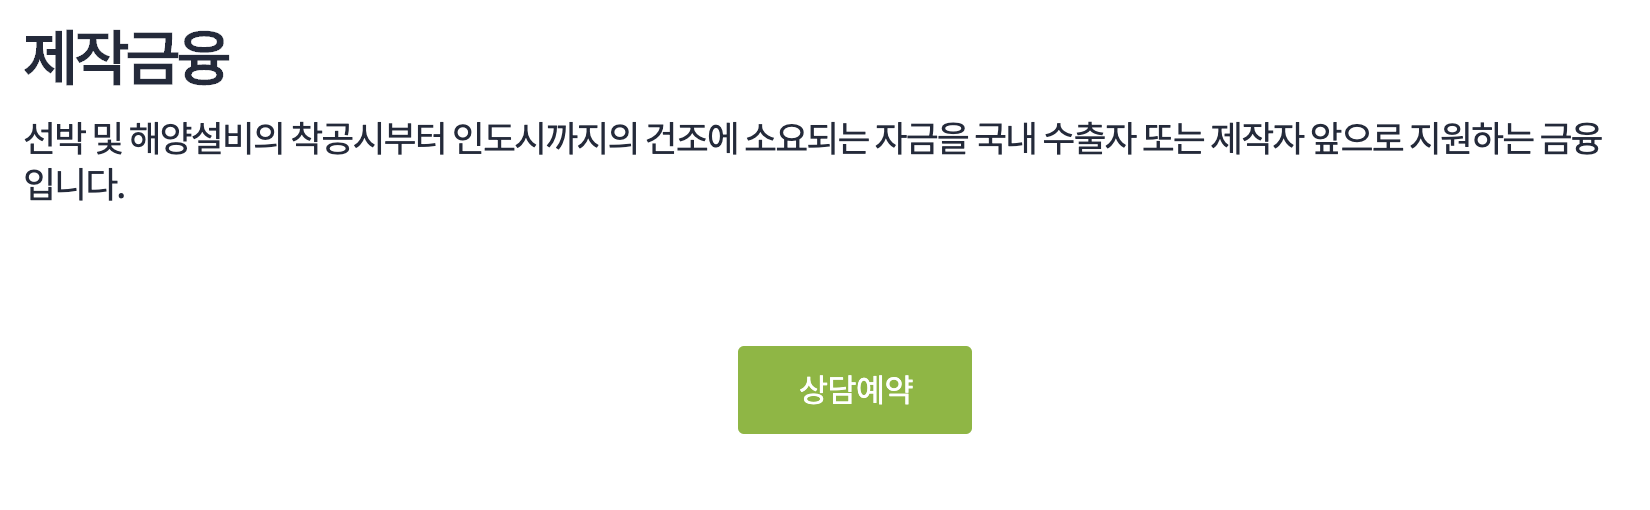 제작금융
선박 및 해양설비의 착공시부터 인도시까지의 건조에 소요되는 자금을 국내 수출자 또는 제작자 앞으로 지원하는 금융
입니다.
상담예약